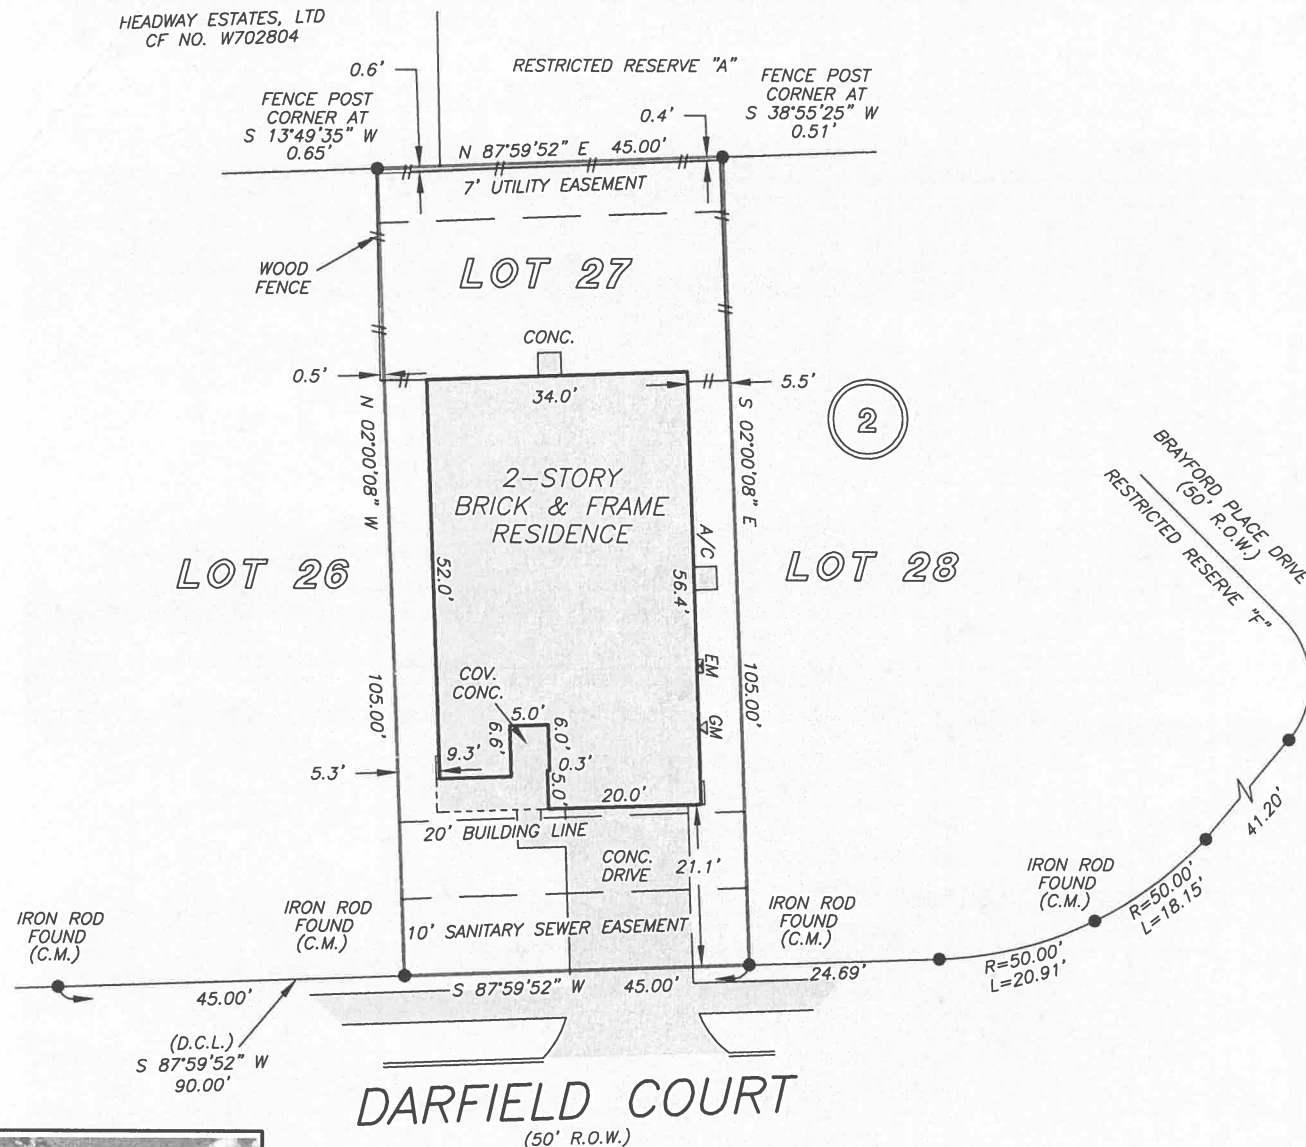 HEADWAY ESTATES, LTD
CF NO. W702804
0.6'
RESTRICTED RESERVE "A"
FENCE POST
CORNER AT
S 13°49'35" W
0.65'
FENCE POST
CORNER AT
S 38°55'25" W
0.51'
0.4'
N 87°59'52" E 45.00'
7' UTILITY EASEMENT
WOOD
FENCE
LOT 27
CONC.
0.5'
34.0'
5.5'
2
N 02°00'08" W
S 02°00'08" E
2-STORY
BRICK & FRAME
RESIDENCE
BRAYFORD PLACE DRIVE
(50' R.O.W.)
RESTRICTED RESERVE "F"
A/C
LOT 26
52.0'
56.4'
LOT 28
EM
COV.
CONC.
105.00'
105.00'
5.0'
6.6'
6.0'
GM
9.3'
0.3'
5.3'
5.0'
20.0'
41.20'
20' BUILDING LINE
CONC.
DRIVE
21.1'
IRON ROD
FOUND
(C.M.)
IRON ROD
FOUND
(C.M.)
10' SANITARY SEWER EASEMENT
IRON ROD
FOUND
(C.M.)
IRON ROD
FOUND
(C.M.)
R=50.00'
L=18.15'
R=50.00'
L=20.91'
24.69'
45.00'
S 87°59'52" W 45.00'
(D.C.L.)
S 87°59'52" W
90.00'
DARFIELD COURT
(50' R.O.W.)